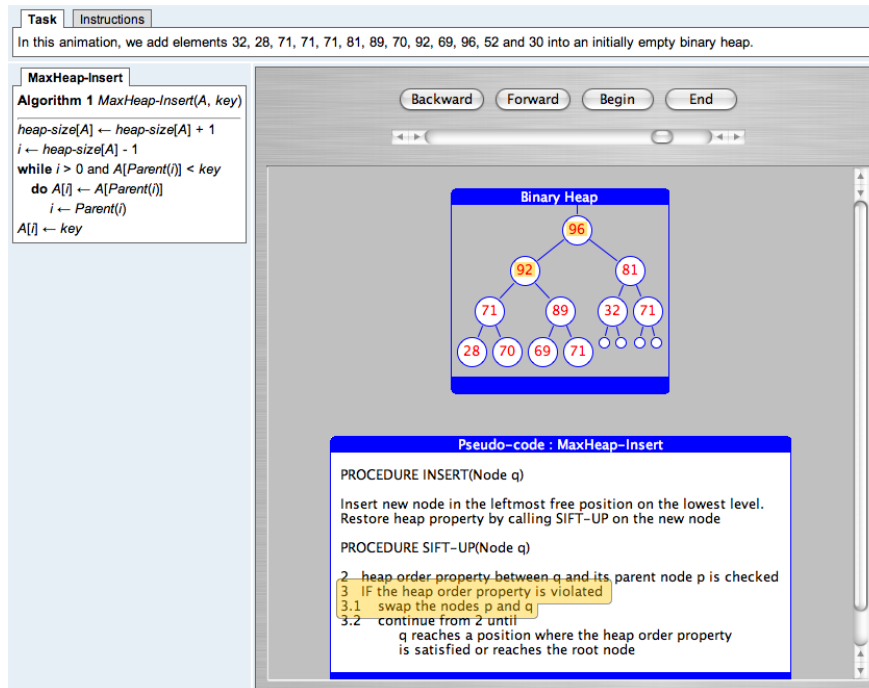 Task Instructions
In this animation, we add elements 32, 28, 71, 71, 71, 81, 89, 70, 92, 69, 96, 52 and 30 into an initially empty binary heap.
MaxHeap-Insert
Algorithm 1 MaxHeap-Insert(A, key)
heap-size[A] ← heap-size[A] + 1
i ← heap-size[A] - 1
while i > 0 and A[Parent(i)] < key
do A[i] ← A[Parent(i)]
i ← Parent(i)
A[i] ← key
Backward Forward Begin End
Binary Heap
96
92 81
71 89 32 71
28 70 69 71
Pseudo-code : MaxHeap-Insert
PROCEDURE INSERT(Node q)
Insert new node in the leftmost free position on the lowest level.
Restore heap property by calling SIFT-UP on the new node
PROCEDURE SIFT-UP(Node q)
2 heap order property between q and its parent node p is checked
3 IF the heap order property is violated
3.1 swap the nodes p and q
3.2 continue from 2 until
q reaches a position where the heap order property
is satisfied or reaches the root node